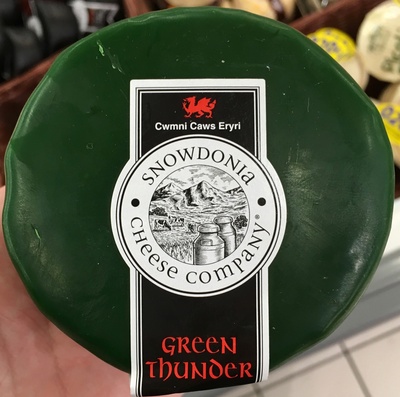 Cwmni Caws Eryri
SNOWDONIA
CHEESE COMPANY®
GREEN
THUNDER